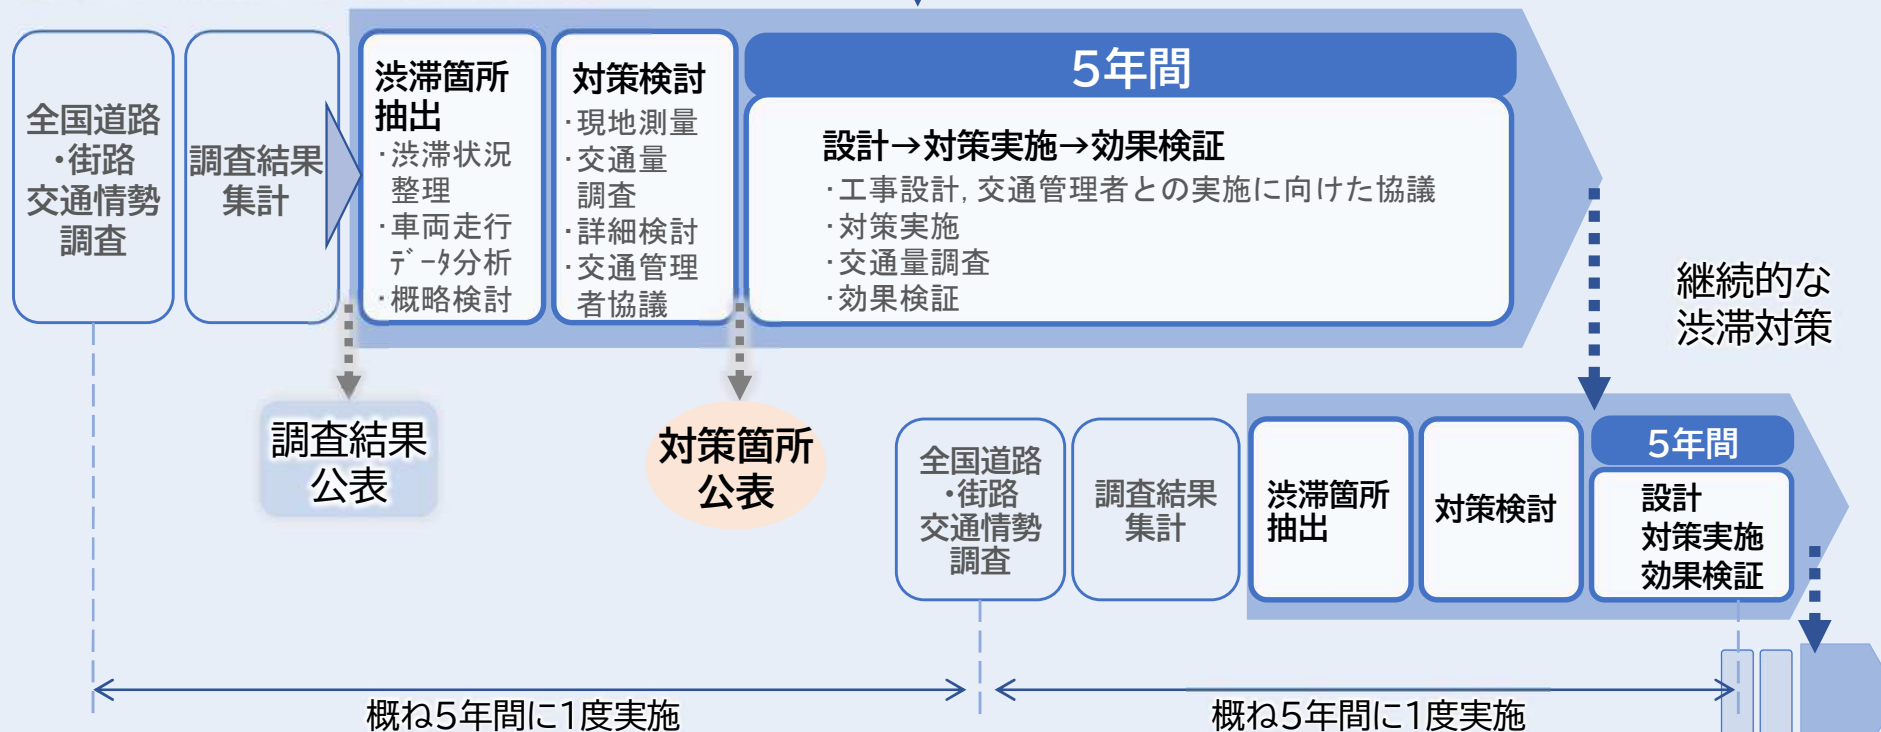 全国道路
・街路
交通情勢
調査
調査結果
集計
渋滞箇所
抽出
・渋滞状況
整理
・車両走行
ﾃﾞｰﾀ分析
・概略検討
対策検討
・現地測量
・交通量
調査
・詳細検討
・交通管理
者協議
5年間
設計→対策実施→効果検証
・工事設計, 交通管理者との実施に向けた協議
・対策実施
・交通量調査
・効果検証
継続的な
渋滞対策
調査結果
公表
対策箇所
公表
全国道路
・街路
交通情勢
調査
調査結果
集計
渋滞箇所
抽出
対策検討
5年間
設計
対策実施
効果検証
概ね5年間に1度実施
概ね5年間に1度実施